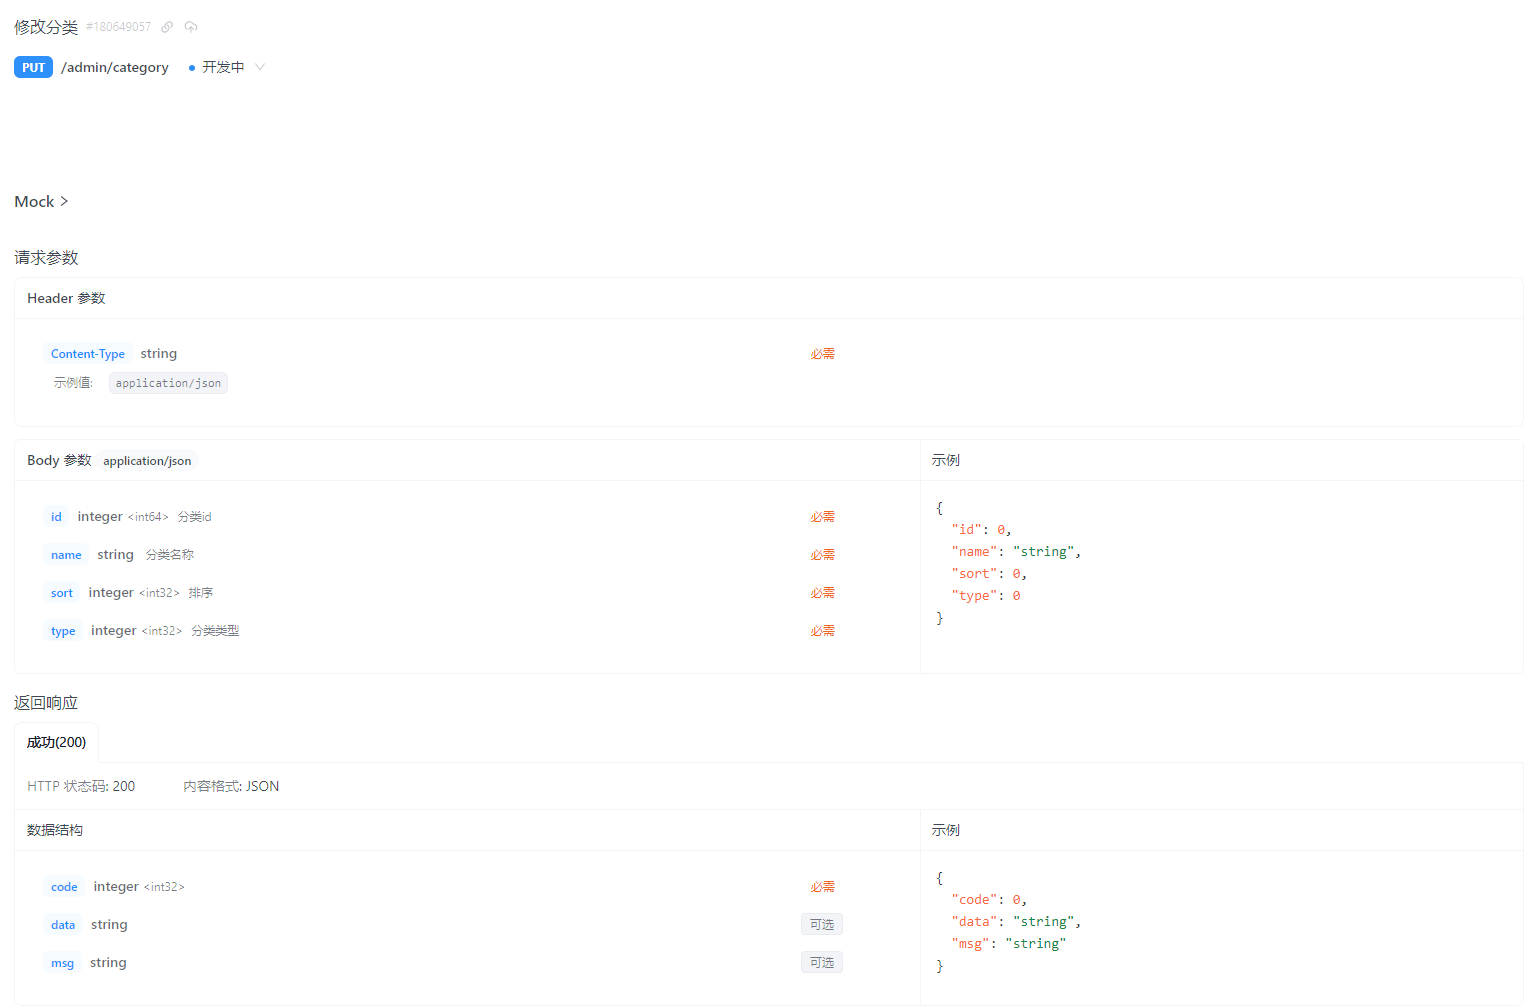 修改分类 #180649057
PUT /admin/category 开发中
Mock
请求参数
Header 参数
Content-Type string 必需
示例值: application/json
Body 参数 application/json 示例
id integer <int64> 分类id 必需
name string 分类名称 必需
sort integer <int32> 排序 必需
type integer <int32> 分类类型 必需
{
"id": 0,
"name": "string",
"sort": 0,
"type": 0
}
返回响应
成功(200)
HTTP 状态码: 200 内容格式: JSON
数据结构 示例
code integer <int32> 必需
data string 可选
msg string 可选
{
"code": 0,
"data": "string",
"msg": "string"
}